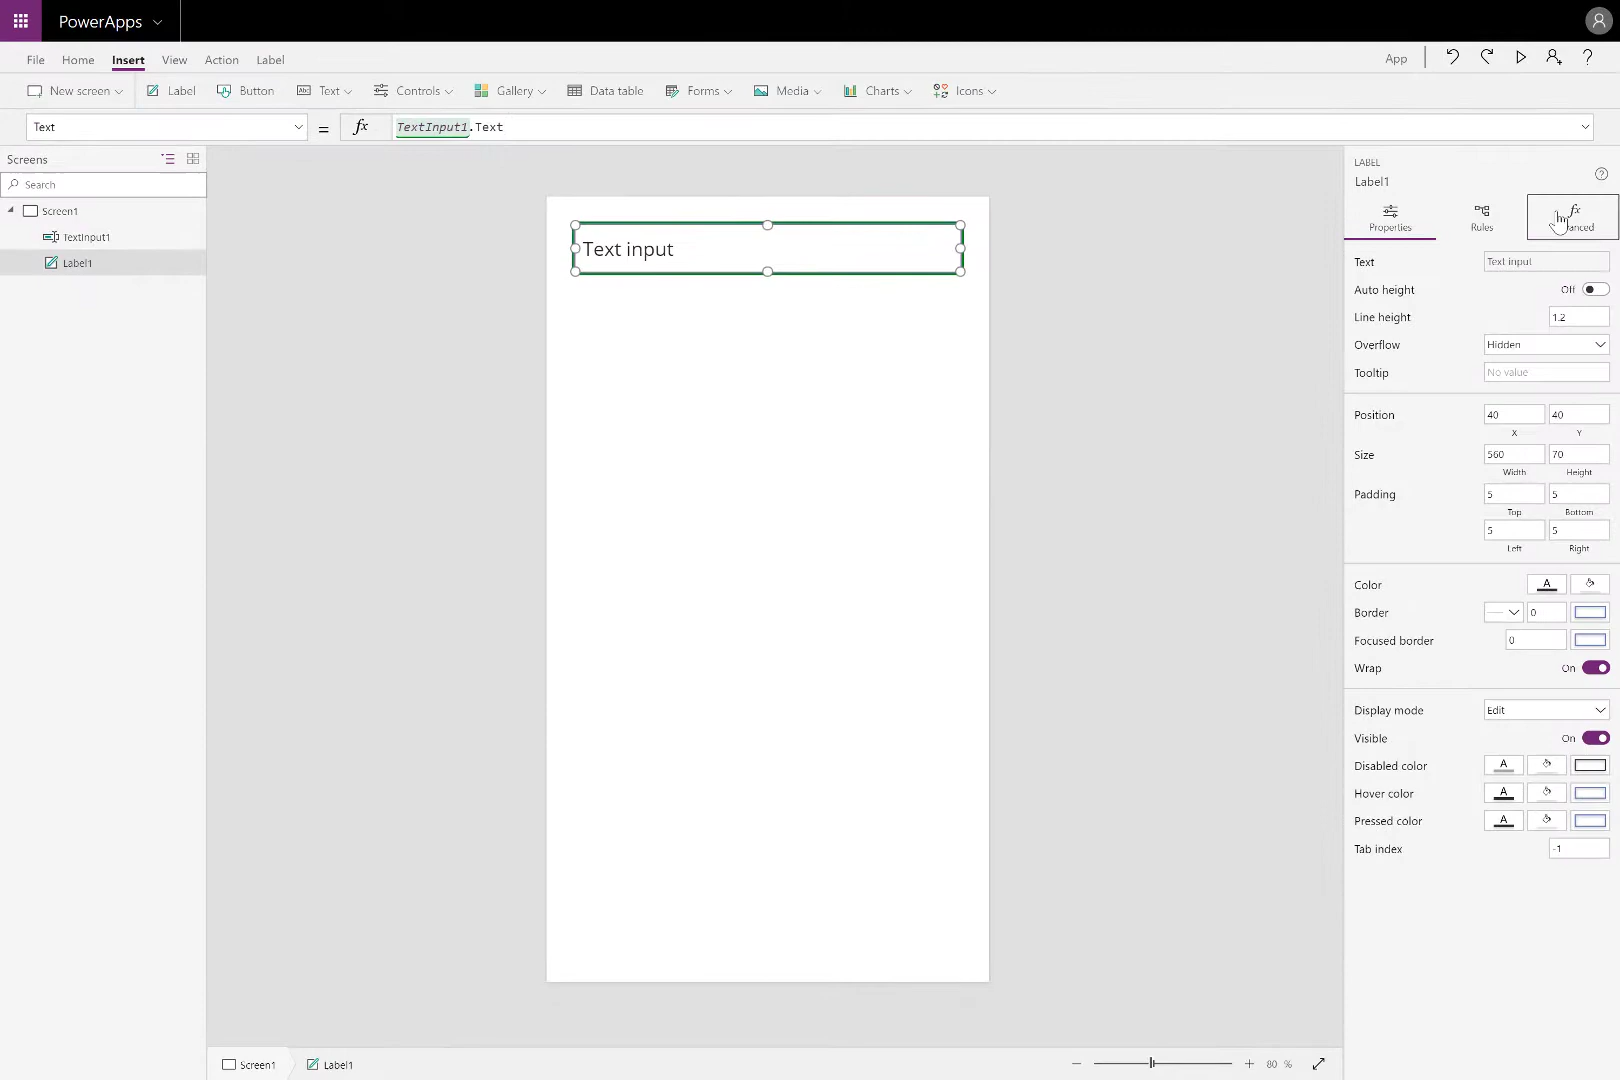 PowerApps
File Home Insert View Action Label
App ?
New screen Label Button Abc Text Controls Gallery Data table Forms Media Charts Icons
Text = fx TextInput1.Text
Screens
Search
Screen1
TextInput1
Label1
Text input
LABEL
Label1
?
Properties Rules fx
Text Text input
Auto height Off
Line height 1.2
Overflow Hidden
Tooltip No value
Position 40 40
X Y
Size 560 70
Width Height
Padding 5 5
Top Bottom
5 5
Left Right
Color A
Border 0
Focused border 0
Wrap On
Display mode Edit
Visible On
Disabled color A
Hover color A
Pressed color A
Tab index -1
Screen1 Label1 80 %